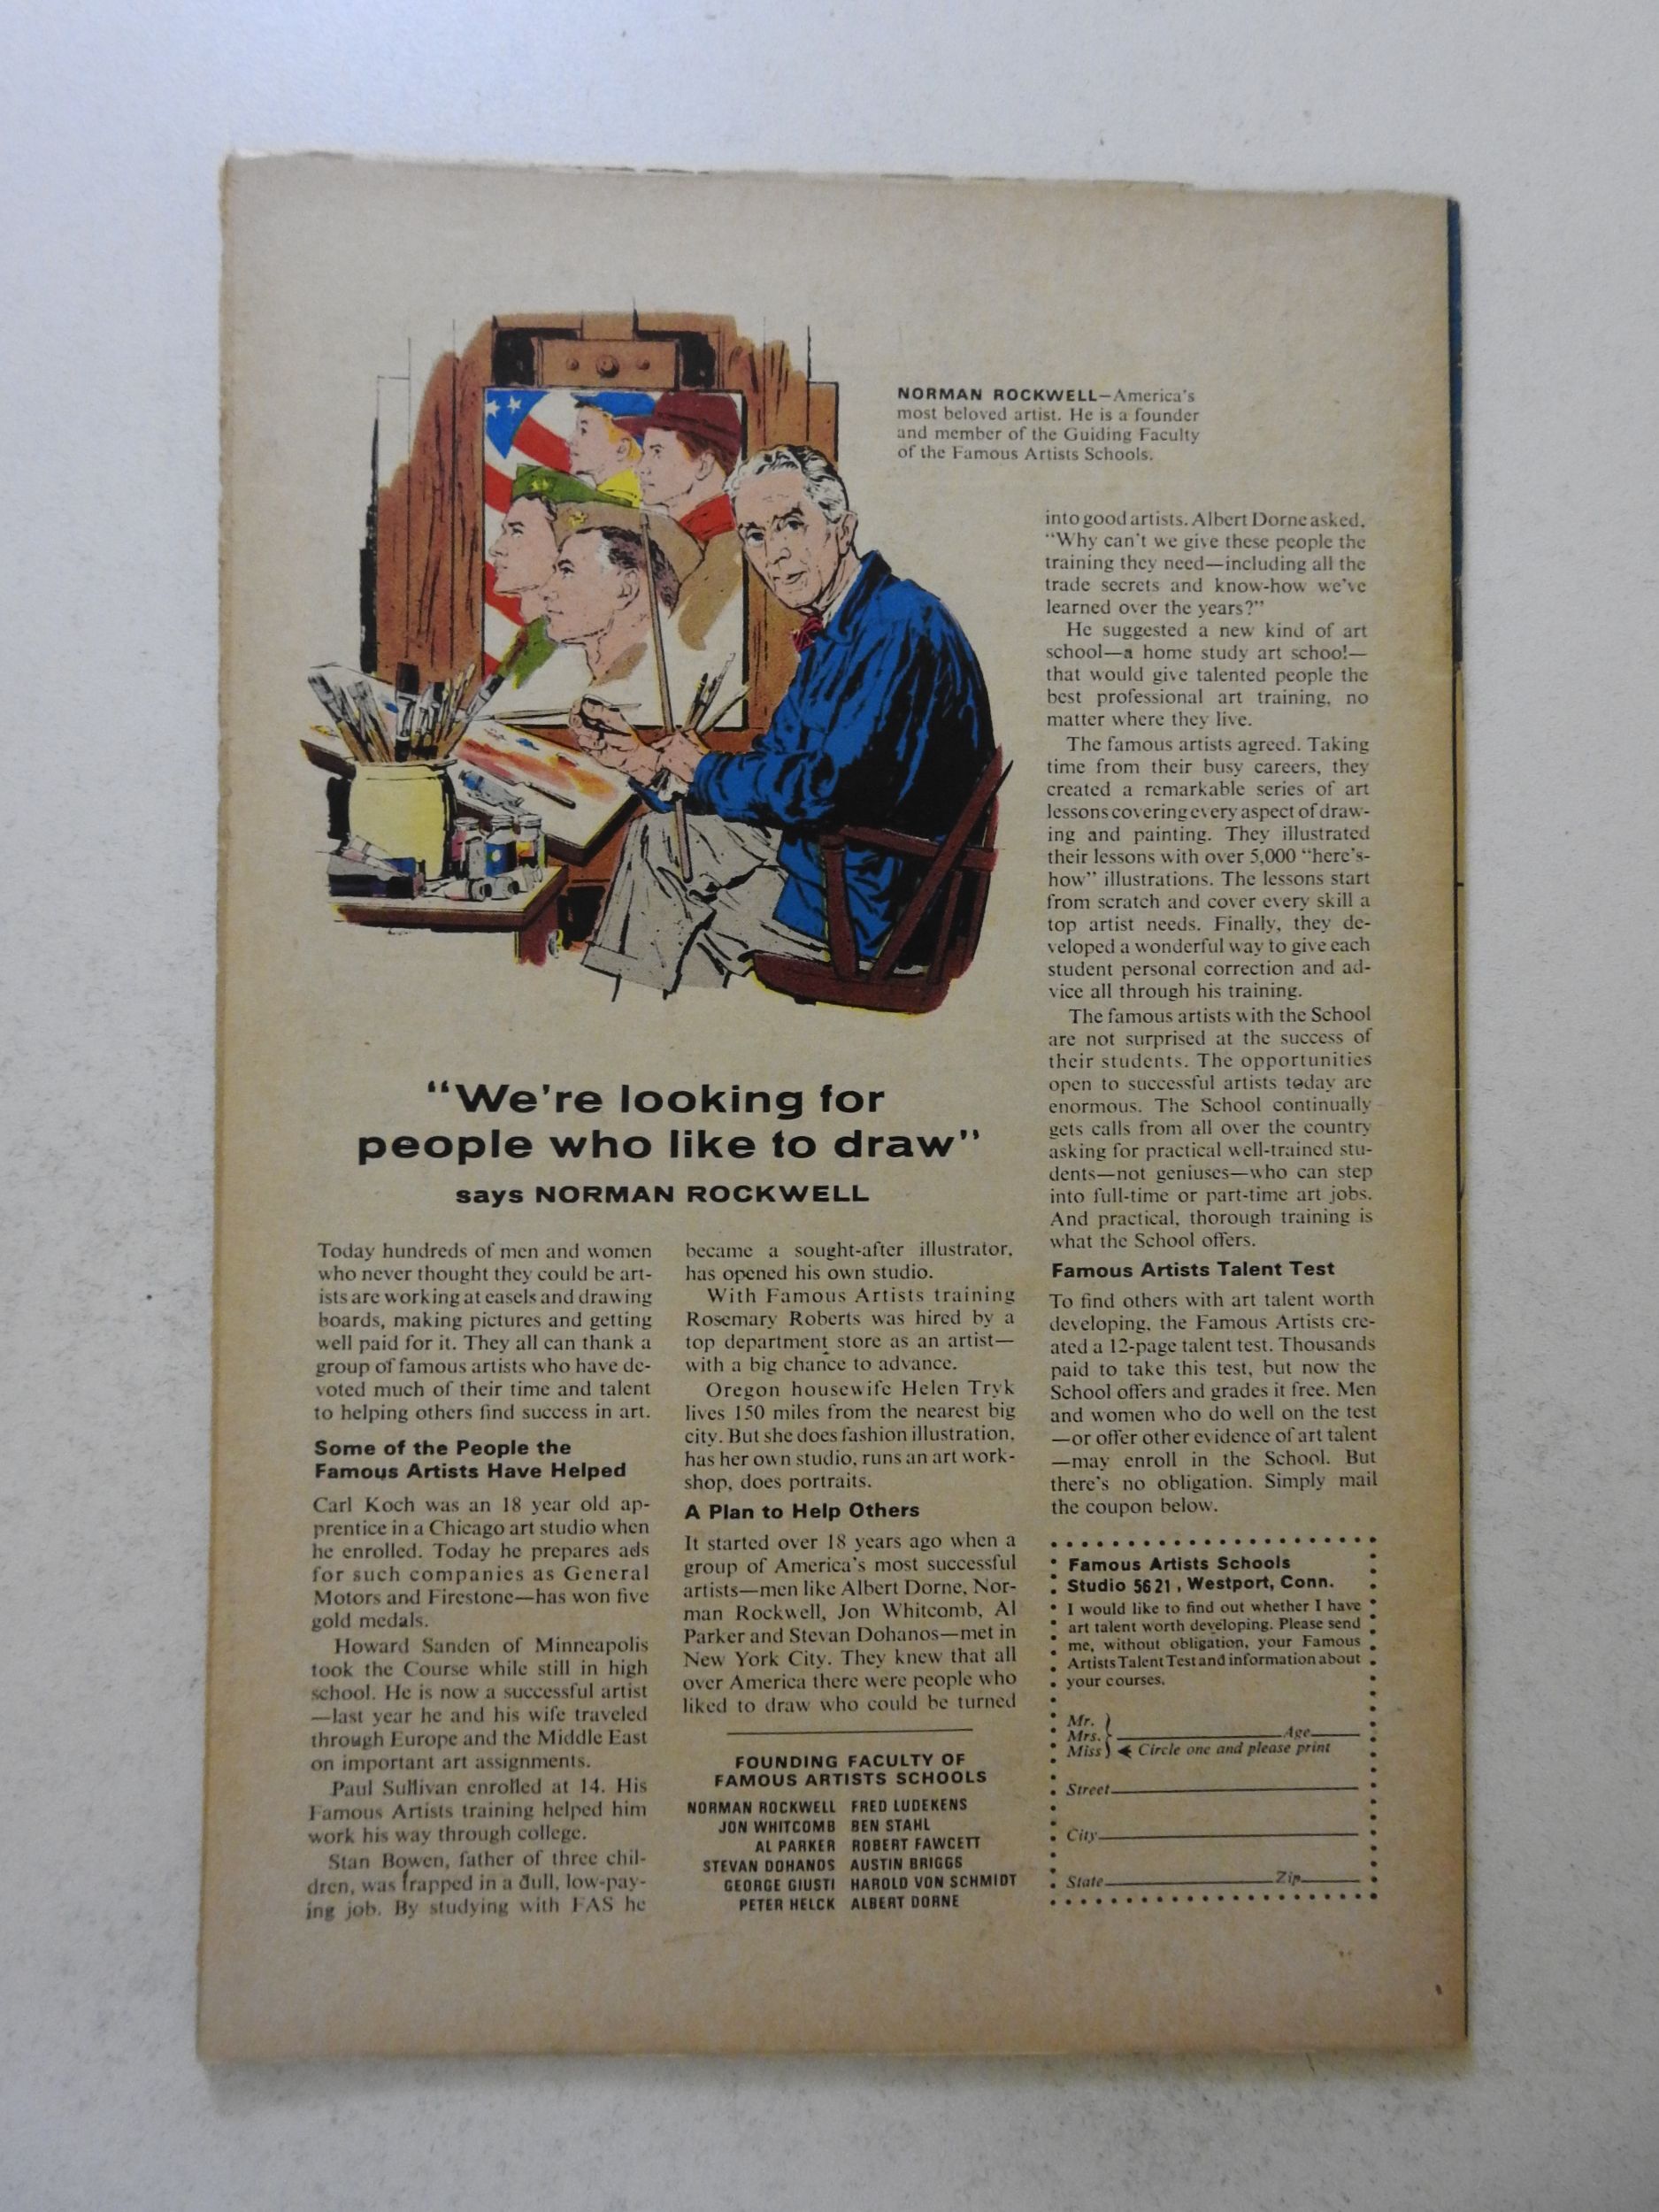 NORMAN ROCKWELL—America's
most beloved artist. He is a founder
and member of the Guiding Faculty
of the Famous Artists Schools.
"We're looking for
people who like to draw"
says NORMAN ROCKWELL
Today hundreds of men and women
who never thought they could be art-
ists are working at easels and drawing
boards, making pictures and getting
well paid for it. They all can thank a
group of famous artists who have de-
voted much of their time and talent
to helping others find success in art.
Some of the People the
Famous Artists Have Helped
Carl Koch was an 18 year old ap-
prentice in a Chicago art studio when
he enrolled. Today he prepares ads
for such companies as General
Motors and Firestone—has won five
gold medals.
Howard Sanden of Minneapolis
took the Course while still in high
school. He is now a successful artist
—last year he and his wife traveled
through Europe and the Middle East
on important art assignments.
Paul Sullivan enrolled at 14. His
Famous Artists training helped him
work his way through college.
Stan Bowen, father of three chil-
dren, was trapped in a dull, low-pay-
ing job. By studying with FAS he
became a sought-after illustrator,
has opened his own studio.
With Famous Artists training
Rosemary Roberts was hired by a
top department store as an artist—
with a big chance to advance.
Oregon housewife Helen Tryk
lives 150 miles from the nearest big
city. But she does fashion illustration,
has her own studio, runs an art work-
shop, does portraits.
A Plan to Help Others
It started over 18 years ago when a
group of America's most successful
artists—men like Albert Dorne, Nor-
man Rockwell, Jon Whitcomb, Al
Parker and Stevan Dohanos—met in
New York City. They knew that all
over America there were people who
liked to draw who could be turned
FOUNDING FACULTY OF
FAMOUS ARTISTS SCHOOLS
NORMAN ROCKWELL FRED LUDEKENS
JON WHITCOMB BEN STAHL
AL PARKER ROBERT FAWCETT
STEVAN DOHANOS AUSTIN BRIGGS
GEORGE GIUSTI HAROLD VON SCHMIDT
PETER HELCK ALBERT DORNE
into good artists. Albert Dorne asked,
"Why can't we give these people the
training they need—including all the
trade secrets and know-how we've
learned over the years?"
He suggested a new kind of art
school—a home study art school—
that would give talented people the
best professional art training, no
matter where they live.
The famous artists agreed. Taking
time from their busy careers, they
created a remarkable series of art
lessons covering every aspect of draw-
ing and painting. They illustrated
their lessons with over 5,000 "here's-
how" illustrations. The lessons start
from scratch and cover every skill a
top artist needs. Finally, they de-
veloped a wonderful way to give each
student personal correction and ad-
vice all through his training.
The famous artists with the School
are not surprised at the success of
their students. The opportunities
open to successful artists today are
enormous. The School continually
gets calls from all over the country
asking for practical well-trained stu-
dents—not geniuses—who can step
into full-time or part-time art jobs.
And practical, thorough training is
what the School offers.
Famous Artists Talent Test
To find others with art talent worth
developing, the Famous Artists cre-
ated a 12-page talent test. Thousands
paid to take this test, but now the
School offers and grades it free. Men
and women who do well on the test
—or offer other evidence of art talent
—may enroll in the School. But
there's no obligation. Simply mail
the coupon below.
Famous Artists Schools
Studio 5621, Westport, Conn.
I would like to find out whether I have
art talent worth developing. Please send
me, without obligation, your Famous
Artists Talent Test and information about
your courses.
Mr.
Mrs. Age
Miss Circle one and please print
Street
City
State Zip